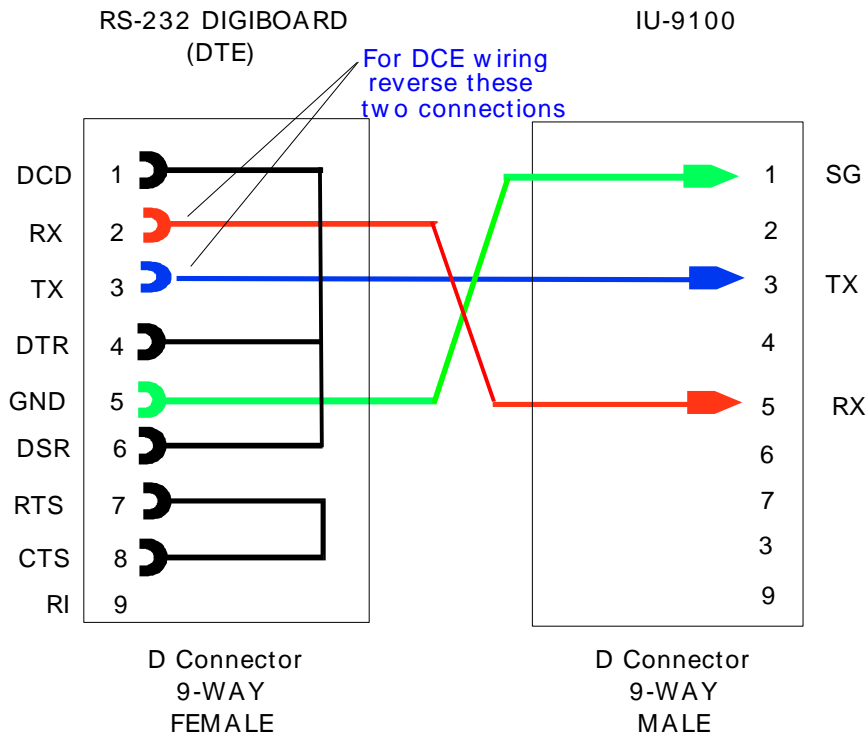 RS-232 DIGIBOARD
(DTE)
IU-9100
For DCE wiring
reverse these
two connections
DCD 1
RX 2
TX 3
DTR 4
GND 5
DSR 6
RTS 7
CTS 8
RI 9
1 SG
2
3 TX
4
5 RX
6
7
3
9
D Connector
9-WAY
FEMALE
D Connector
9-WAY
MALE